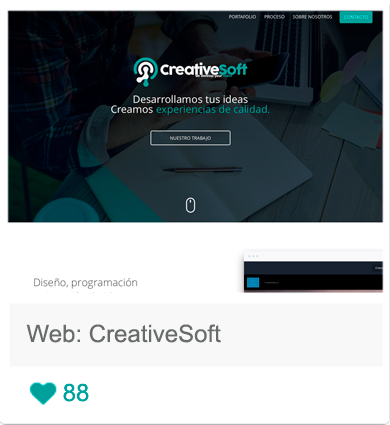 PORTAFOLIO PROCESO SOBRE NOSOTROS CONTACTO
CreativeSoft
Desarrollamos tus ideas
Creamos experiencias de calidad.
NUESTRO TRABAJO
Diseño, programación
Web: CreativeSoft
88